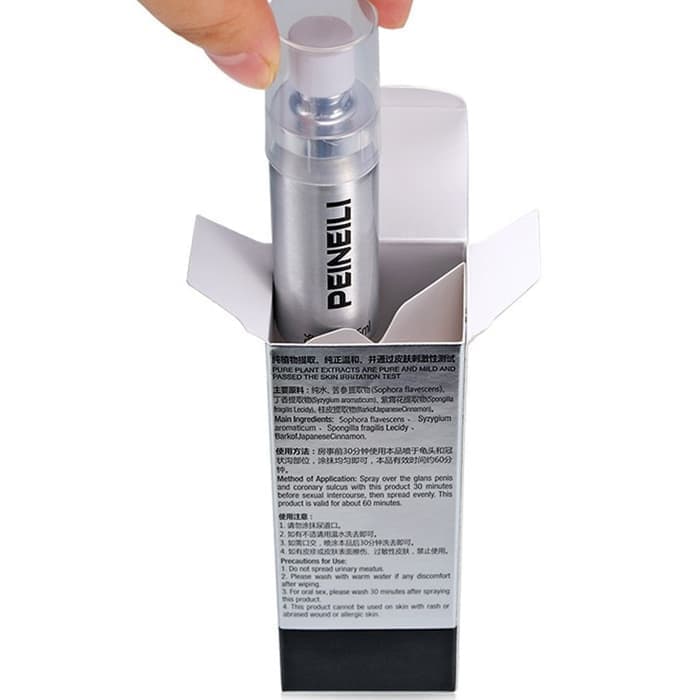 PEINEILI
纯植物提取、纯正温和、并通过皮肤刺激性测试
PURE PLANT EXTRACTS ARE PURE AND MILD AND
PASSED THE SKIN IRRITATION TEST
主要原料：纯水、苦参提取物(Sophora flavescens),
丁香提取物(Syzygium aromaticum)、紫霄花提取物(Spongilla
fragilis Lecidy)、桂皮提取物(BarkofJapaneseCinnamon)。
Main Ingredients: Sophora flavescens、Syzygium
aromaticum、Spongilla fragilis Lecidy、
BarkofJapaneseCinnamon.
使用方法：房事前30分钟使用本品喷于龟头和冠
状沟部位，涂抹均匀即可，本品有效时间约60分
钟。
Method of Application: Spray over the glans penis
and coronary sulcus with this product 30 minutes
before sexual intercourse, then spread evenly. This
product is valid for about 60 minutes.
使用注意：
1. 请勿涂抹尿道口。
2. 如有不适请用温水洗去即可。
3. 如需口交，喷涂本品后30分钟洗去即可。
4. 如有皮疹或皮肤表面擦伤、过敏性皮肤，禁止使用。
Precautions for Use:
1. Do not spread urinary meatus.
2. Please wash with warm water if any discomfort
after wiping.
3. For oral sex, please wash 30 minutes after spraying
this product.
4. This product cannot be used on skin with rash or
abrased wound or allergic skin.